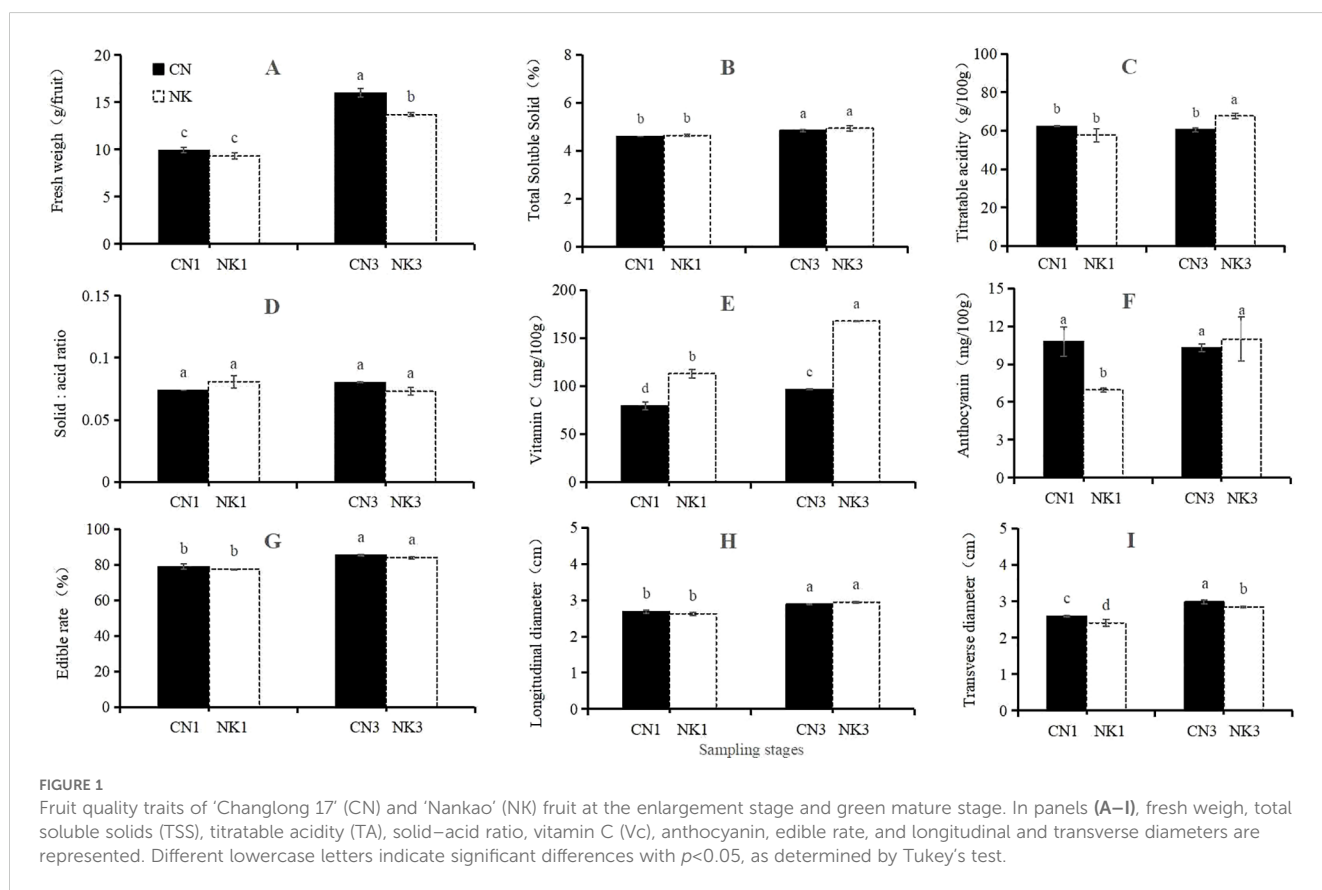 A
CN
NK
Fresh weigh（g/fruit）
20
15
10
5
0
c
c
a
b
CN1 NK1 CN3 NK3
B
Total Soluble Solid（%）
8
6
4
2
0
b
b
a
a
CN1 NK1 CN3 NK3
C
Titratable acidity（g/100g）
100
80
60
40
20
0
b
b
b
a
CN1 NK1 CN3 NK3
D
Solid : acid ratio
0.15
0.1
0.05
0
a
a
a
a
CN1 NK1 CN3 NK3
E
Vitamin C（mg/100g）
200
150
100
50
0
d
b
c
a
CN1 NK1 CN3 NK3
F
Anthocyanin（mg/100g）
15
12
9
6
3
0
a
b
a
a
CN1 NK1 CN3 NK3
G
Edible rate（%）
100
80
60
40
20
0
b
b
a
a
CN1 NK1 CN3 NK3
H
Longitudinal diameter（cm）
5
4
3
2
1
0
b
b
a
a
CN1 NK1 CN3 NK3
I
Transverse diameter（cm）
5
4
3
2
1
0
c
d
a
b
CN1 NK1 CN3 NK3
Sampling stages
FIGURE 1
Fruit quality traits of ‘Changlong 17’ (CN) and ‘Nankao’ (NK) fruit at the enlargement stage and green mature stage. In panels (A–I), fresh weigh, total
soluble solids (TSS), titratable acidity (TA), solid–acid ratio, vitamin C (Vc), anthocyanin, edible rate, and longitudinal and transverse diameters are
represented. Different lowercase letters indicate significant differences with p<0.05, as determined by Tukey’s test.